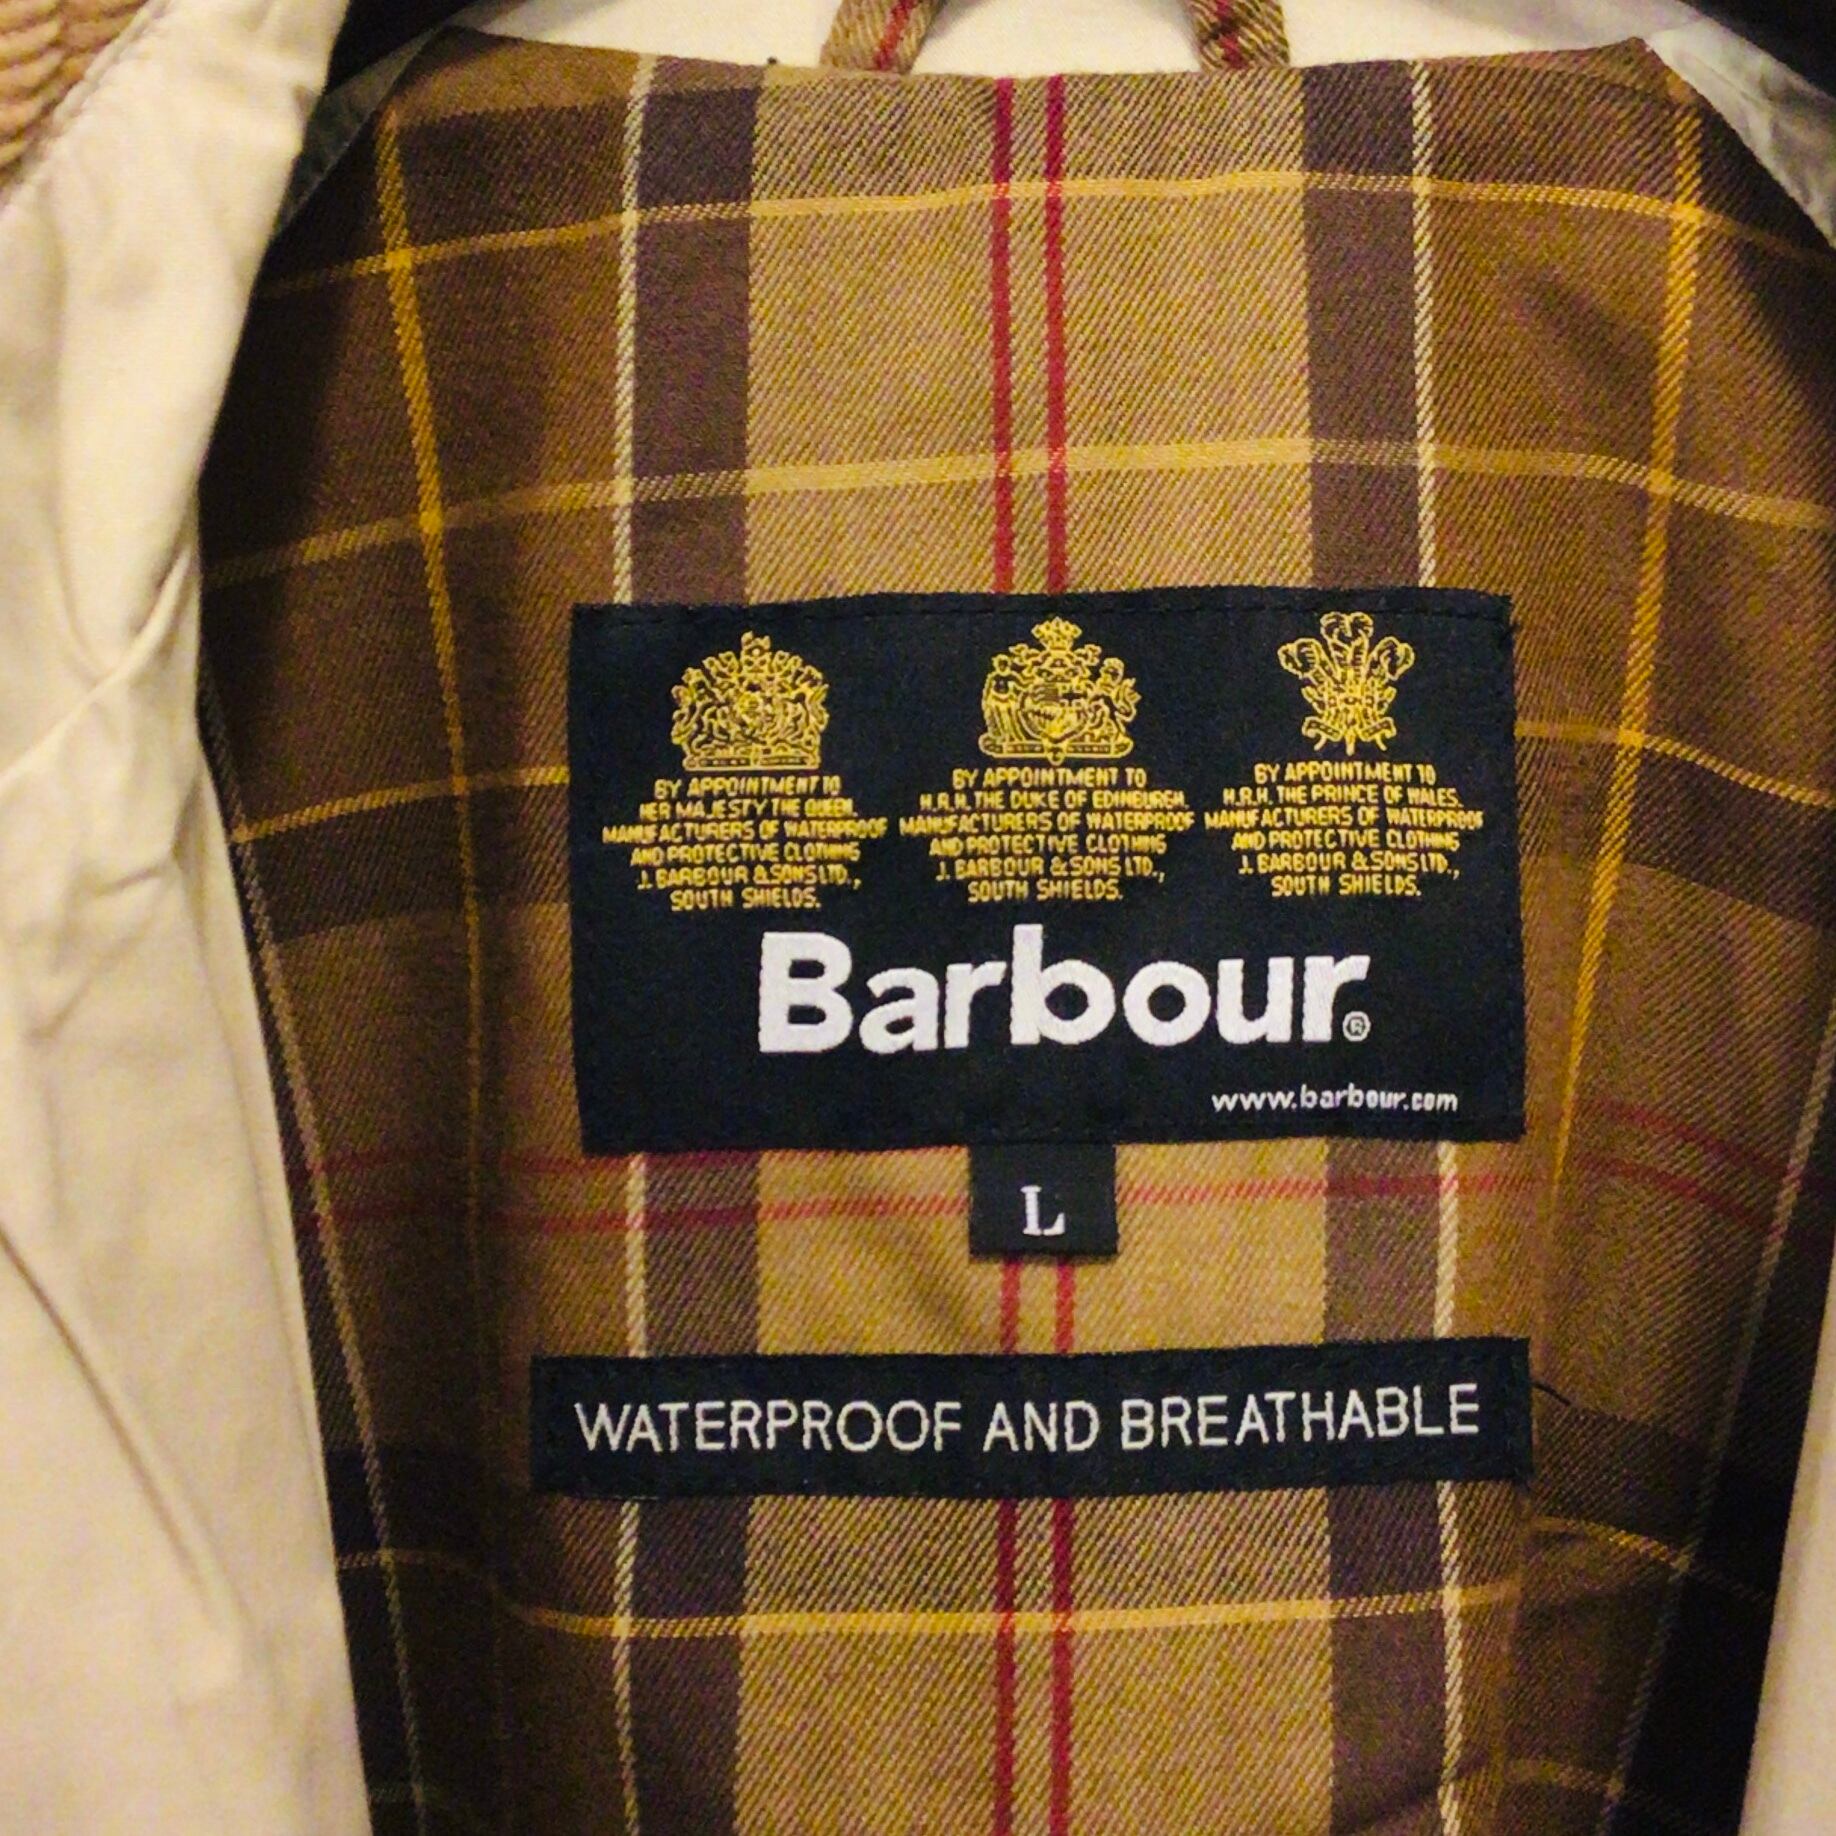 BY APPOINTMENT TO
HER MAJESTY THE QUEEN.
MANUFACTURERS OF WATERPROOF
AND PROTECTIVE CLOTHING
J. BARBOUR & SONS LTD.,
SOUTH SHIELDS.
BY APPOINTMENT TO
H.R.H. THE DUKE OF EDINBURGH.
MANUFACTURERS OF WATERPROOF
AND PROTECTIVE CLOTHING
J. BARBOUR & SONS LTD.,
SOUTH SHIELDS.
BY APPOINTMENT TO
H.R.H. THE PRINCE OF WALES.
MANUFACTURERS OF WATERPROOF
AND PROTECTIVE CLOTHING
J. BARBOUR & SONS LTD.,
SOUTH SHIELDS.
Barbour®
www.barbour.com
L
WATERPROOF AND BREATHABLE